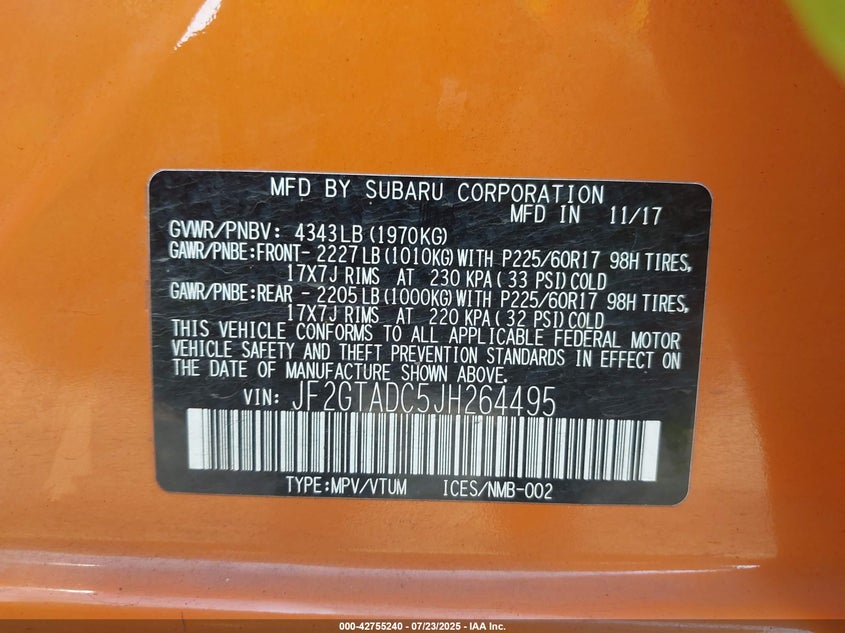 MFD BY SUBARU CORPORATION
MFD IN 11/17
GVWR/PNBV: 4343LB (1970KG)
GAWR/PNBE:FRONT- 2227LB (1010KG)WITH P225/60R17 98H TIRES,
17X7J RIMS AT 230 KPA (33 PSI)COLD
GAWR/PNBE:REAR - 2205LB (1000KG)WITH P225/60R17 98H TIRES,
17X7J RIMS AT 220 KPA (32 PSI)COLD
THIS VEHICLE CONFORMS TO ALL APPLICABLE FEDERAL MOTOR
VEHICLE SAFETY AND THEFT PREVENTION STANDARDS IN EFFECT ON
THE DATE OF MANUFACTURE SHOWN ABOVE.
VIN: JF2GTADC5JH264495
TYPE:MPV/VTUM ICES/NMB-002
000-42755240 - 07/23/2025 - IAA Inc.